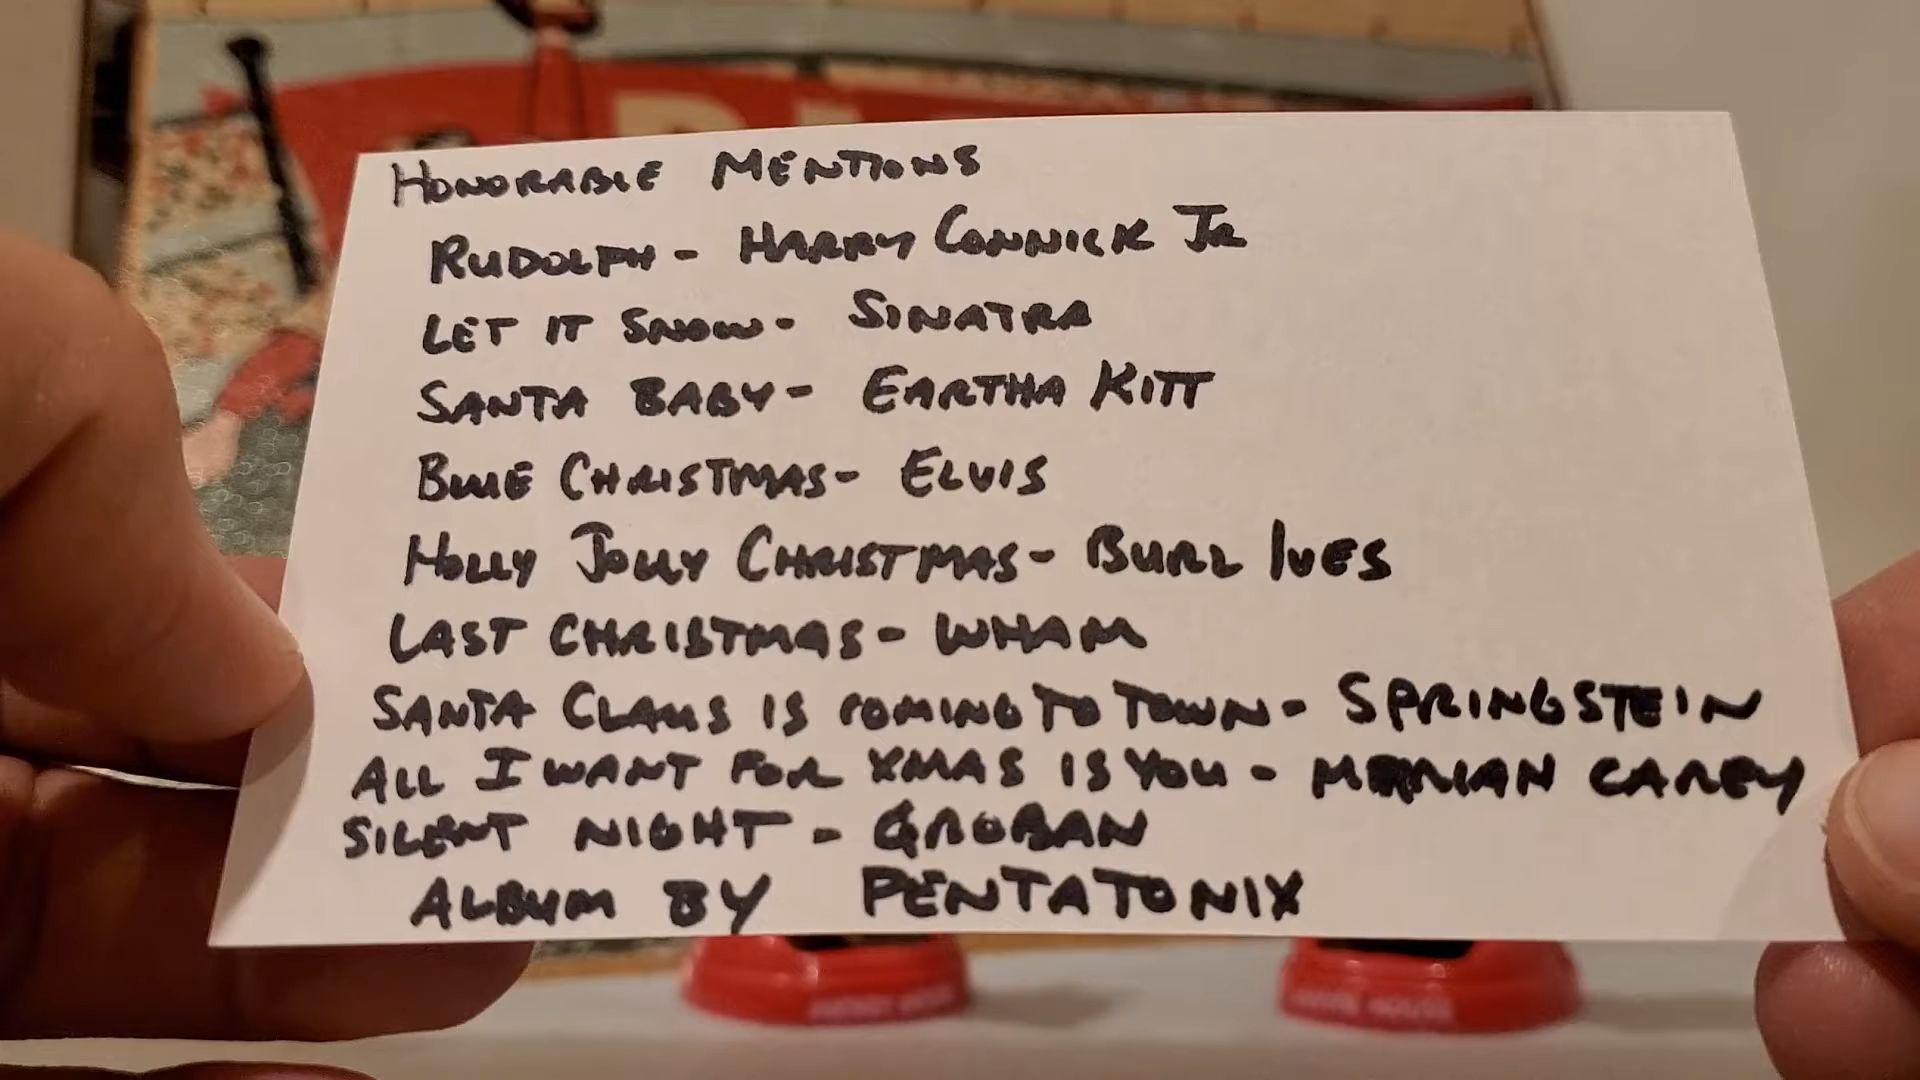 HONORABLE MENTIONS
RUDOLPH - HARRY CONNICK JR
LET IT SNOW - SINATRA
SANTA BABY - EARTHA KITT
BLUE CHRISTMAS - ELVIS
HOLLY JOLLY CHRISTMAS - BURL IVES
LAST CHRISTMAS - WHAM
SANTA CLAUS IS COMING TO TOWN - SPRINGSTEIN
ALL I WANT FOR XMAS IS YOU - MARIAH CAREY
SILENT NIGHT - GROBAN
ALBUM BY PENTATONIX